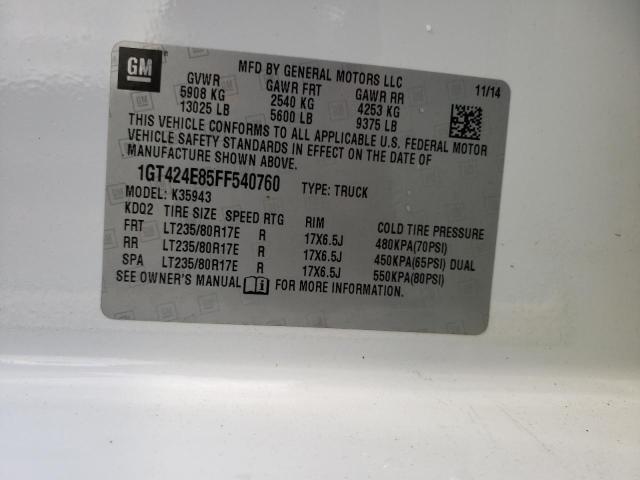 GM
MFD BY GENERAL MOTORS LLC
GVWR GAWR FRT GAWR RR 11/14
5908 KG 2540 KG 4253 KG
13025 LB 5600 LB 9375 LB
THIS VEHICLE CONFORMS TO ALL APPLICABLE U.S. FEDERAL MOTOR
VEHICLE SAFETY STANDARDS IN EFFECT ON THE DATE OF
MANUFACTURE SHOWN ABOVE.
1GT424E85FF540760 TYPE: TRUCK
MODEL: K35943
KDQ2 TIRE SIZE SPEED RTG RIM COLD TIRE PRESSURE
FRT LT235/80R17E R 17X6.5J 480KPA(70PSI)
RR LT235/80R17E R 17X6.5J 450KPA(65PSI) DUAL
SPA LT235/80R17E R 17X6.5J 550KPA(80PSI)
SEE OWNER'S MANUAL FOR MORE INFORMATION.